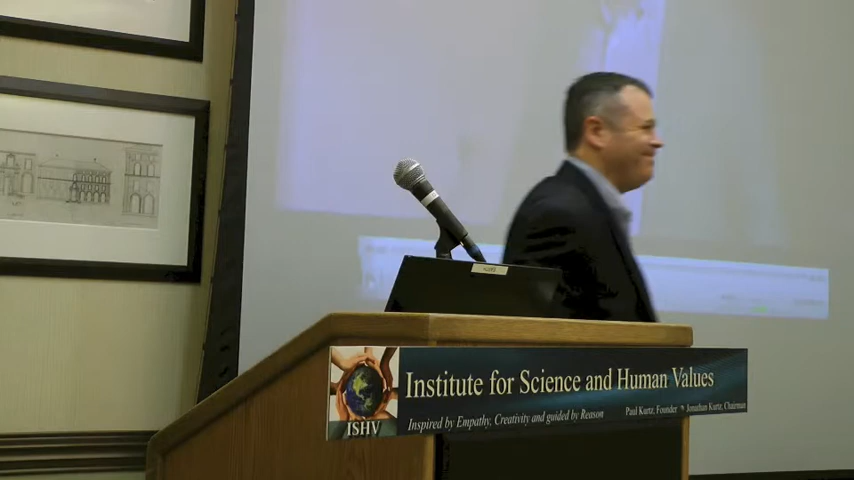 Institute for Science and Human Values
Inspired by Empathy, Creativity and guided by Reason
Paul Kurtz, Founder Jonathan Kurtz, Chairman
ISHV